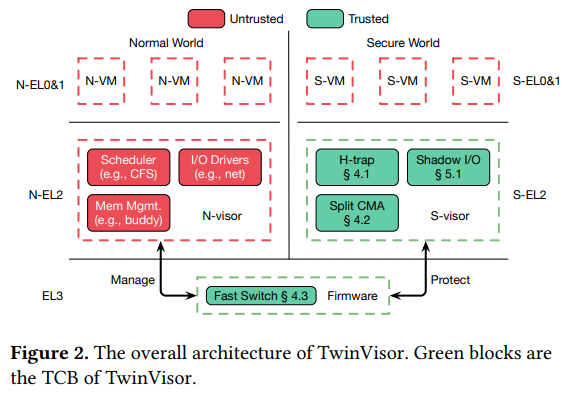 Untrusted
Trusted
Normal World
Secure World
N-EL0&1
N-VM
N-VM
N-VM
S-VM
S-VM
S-VM
S-EL0&1
N-EL2
Scheduler
(e.g., CFS)
I/O Drivers
(e.g., net)
Mem Mgmt.
(e.g., buddy)
N-visor
H-trap
§ 4.1
Shadow I/O
§ 5.1
Split CMA
§ 4.2
S-visor
S-EL2
Manage
Protect
EL3
Fast Switch § 4.3
Firmware
Figure 2. The overall architecture of TwinVisor. Green blocks are
the TCB of TwinVisor.